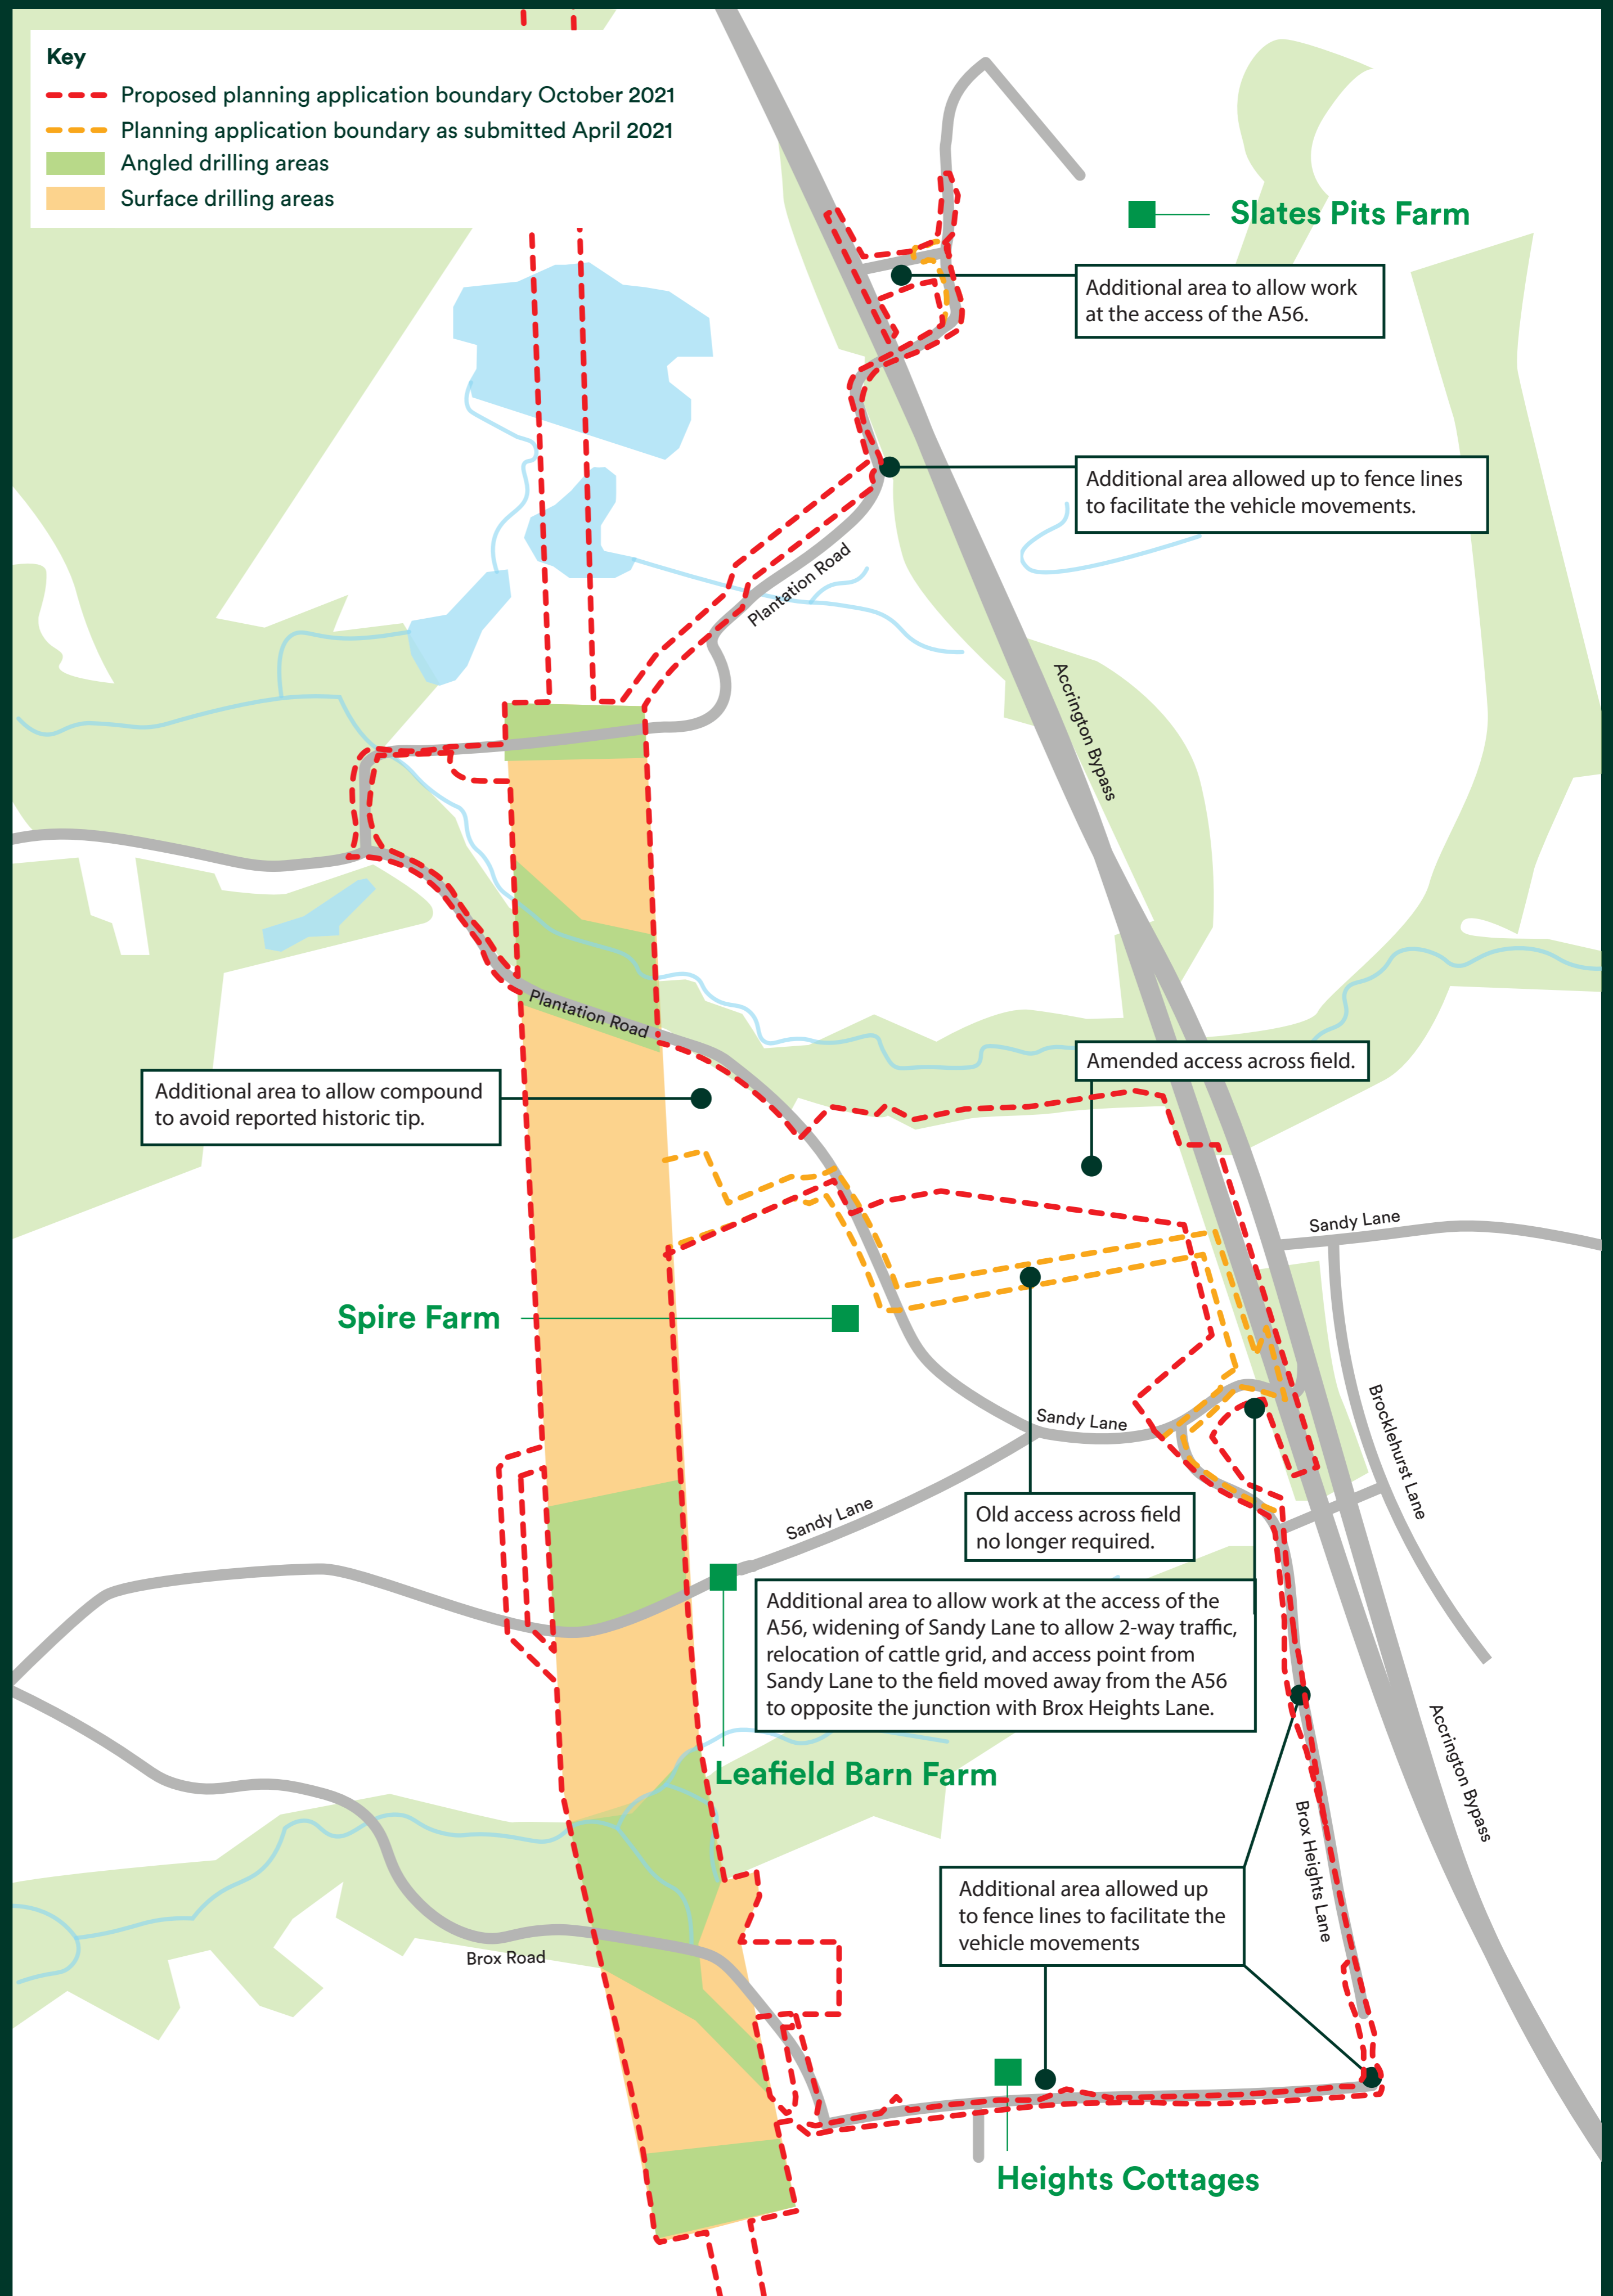 Key
Proposed planning application boundary October 2021
Planning application boundary as submitted April 2021
Angled drilling areas
Surface drilling areas
Slates Pits Farm
Additional area to allow work
at the access of the A56.
Additional area allowed up to fence lines
to facilitate the vehicle movements.
Plantation Road
Accrington Bypass
Plantation Road
Amended access across field.
Additional area to allow compound
to avoid reported historic tip.
Sandy Lane
Spire Farm
Brocklehurst Lane
Sandy Lane
Sandy Lane
Old access across field
no longer required.
Additional area to allow work at the access of the
A56, widening of Sandy Lane to allow 2-way traffic,
relocation of cattle grid, and access point from
Sandy Lane to the field moved away from the A56
to opposite the junction with Brox Heights Lane.
Leafield Barn Farm
Accrington Bypass
Brox Heights Lane
Additional area allowed up
to fence lines to facilitate the
vehicle movements
Brox Road
Heights Cottages